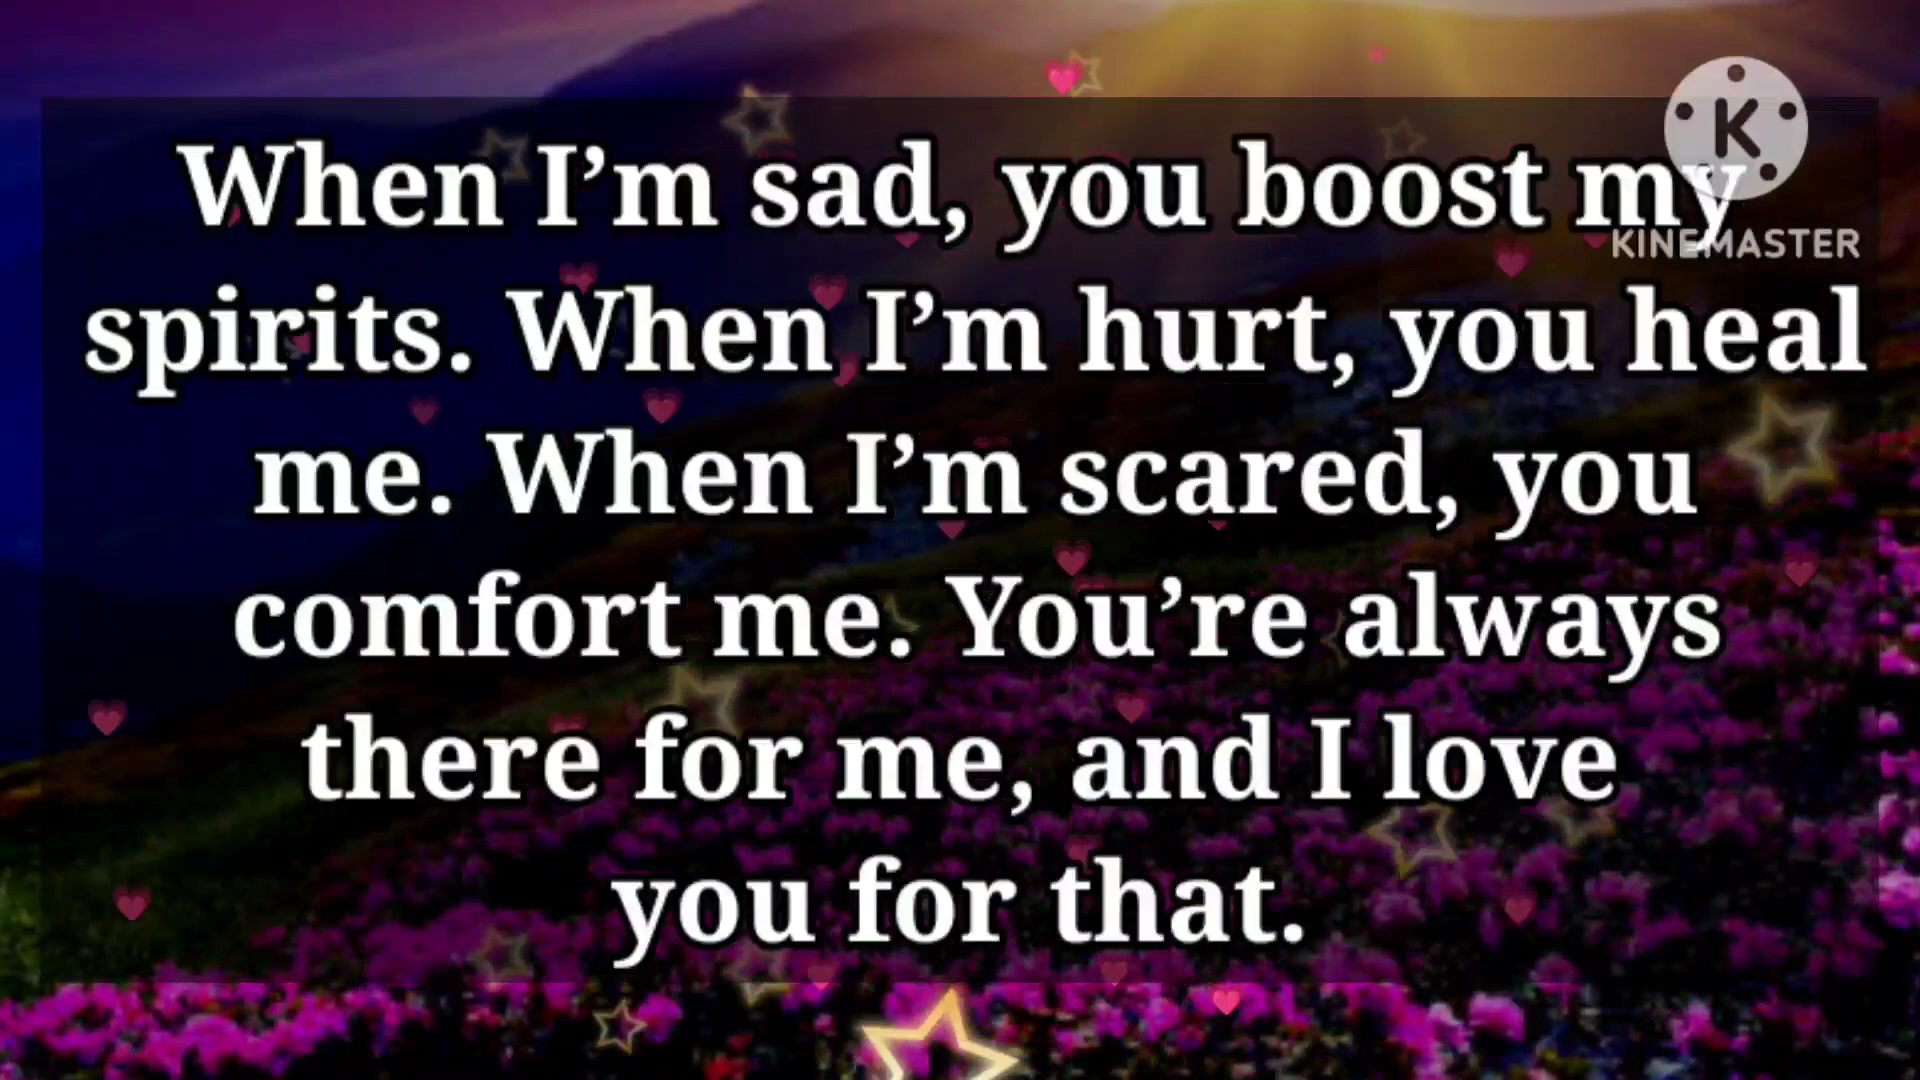 When I’m sad, you boost my
KINEMASTER
spirits. When I’m hurt, you heal
me. When I’m scared, you
comfort me. You’re always
there for me, and I love
you for that.